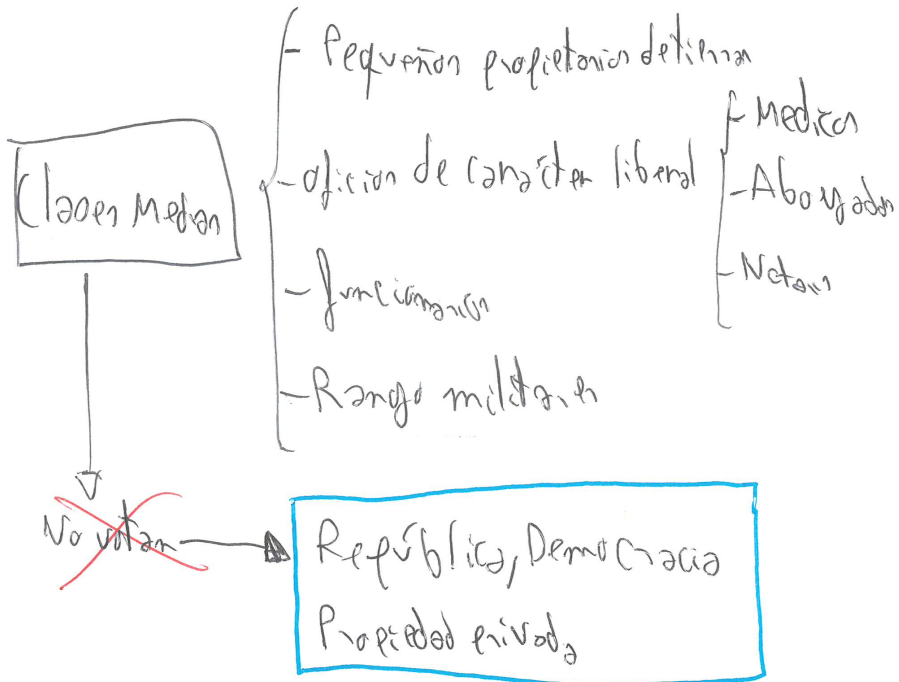 - Pequeños propietarios de tierras
- Medicos
Clases Medias
- oficios de carácter liberal
- Abogados
- Notarios
- funcionarios
- Rango militares
No votan
República, Democracia
Propiedad privada